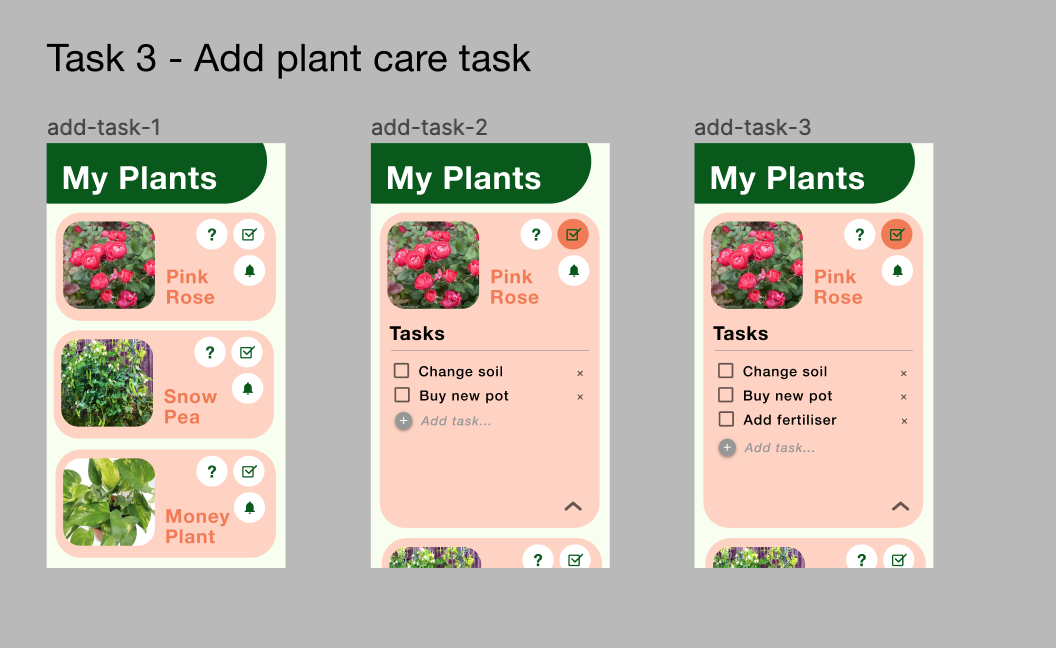 Task 3 - Add plant care task
add-task-1
My Plants
?
Pink
Rose
?
Snow
Pea
?
Money
Plant
add-task-2
My Plants
?
Pink
Rose
Tasks
Change soil ×
Buy new pot ×
+ Add task...
?
add-task-3
My Plants
?
Pink
Rose
Tasks
Change soil ×
Buy new pot ×
Add fertiliser ×
+ Add task...
?